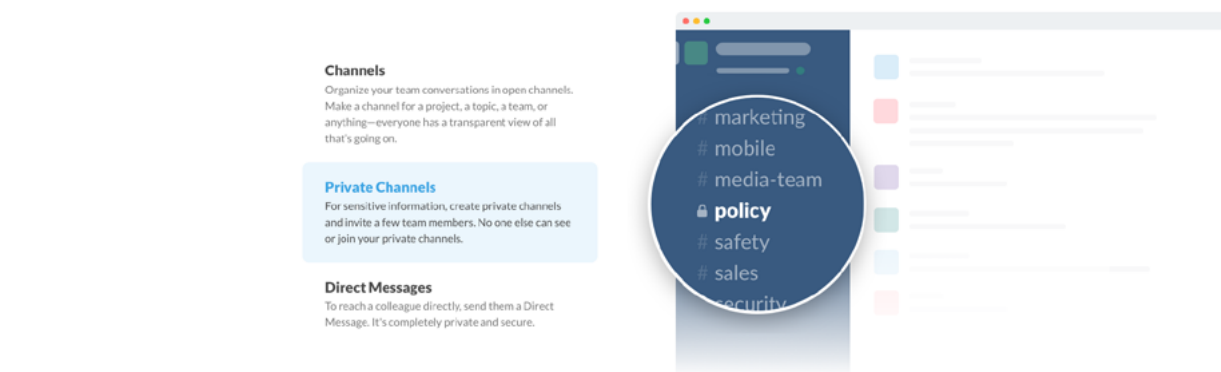 Channels
Organize your team conversations in open channels.
Make a channel for a project, a topic, a team, or
anything—everyone has a transparent view of all
that's going on.
Private Channels
For sensitive information, create private channels
and invite a few team members. No one else can see
or join your private channels.
Direct Messages
To reach a colleague directly, send them a Direct
Message. It's completely private and secure.
# marketing
# mobile
# media-team
policy
# safety
# sales
security